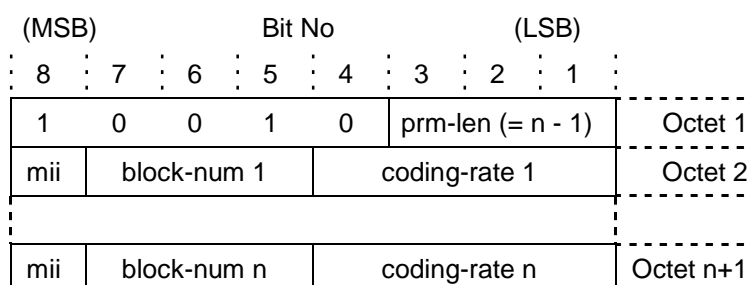 (MSB) Bit No (LSB)
8 7 6 5 4 3 2 1
1 0 0 1 0 prm-len (= n - 1) Octet 1
mii block-num 1 coding-rate 1 Octet 2
mii block-num n coding-rate n Octet n+1